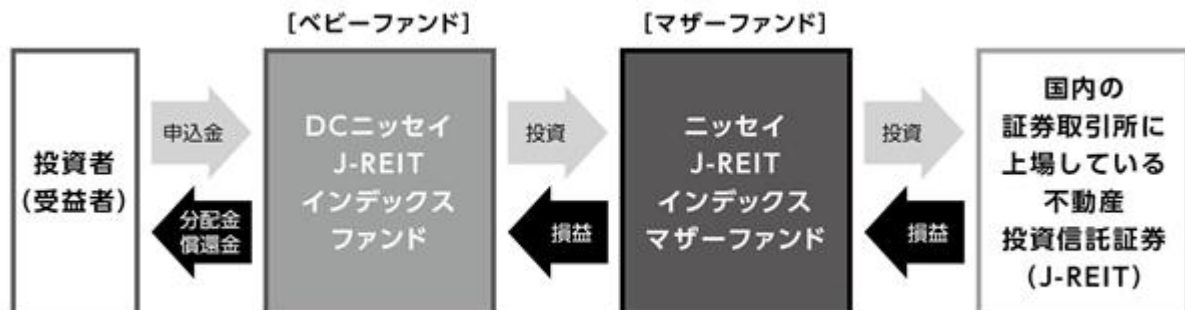 [ベビーファンド]
[マザーファンド]
投資者
(受益者)
申込金
分配金
償還金
DCニッセイ
J-REIT
インデックス
ファンド
投資
損益
ニッセイ
J-REIT
インデックス
マザーファンド
投資
損益
国内の
証券取引所に
上場している
不動産
投資信託証券
(J-REIT)